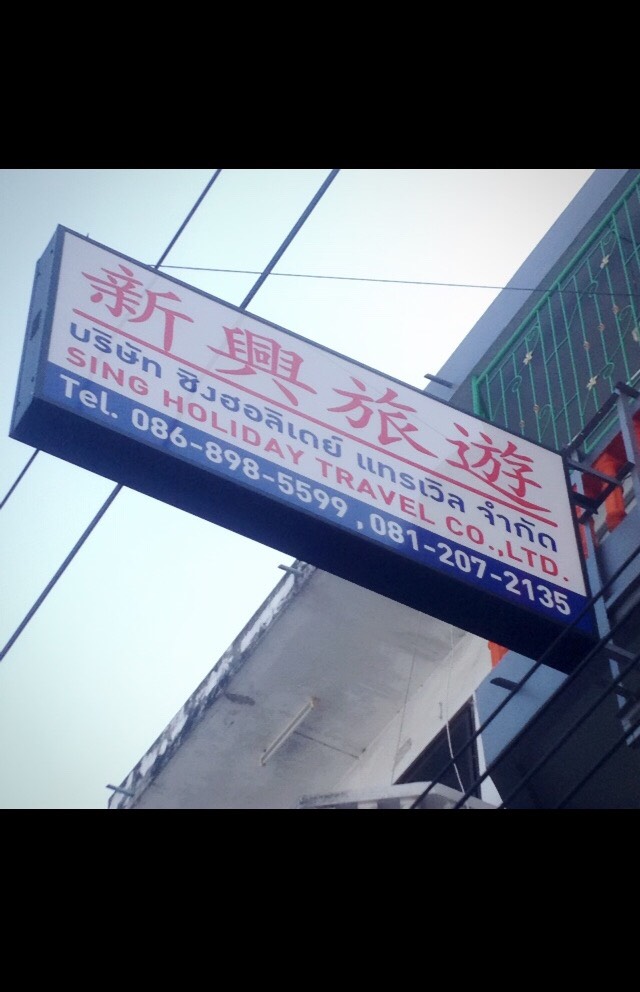 新興旅遊
บริษัท ซิงฮอลิเดย์ แทรเวิล จำกัด
SING HOLIDAY TRAVEL CO.,LTD.
Tel. 086-898-5599 , 081-207-2135